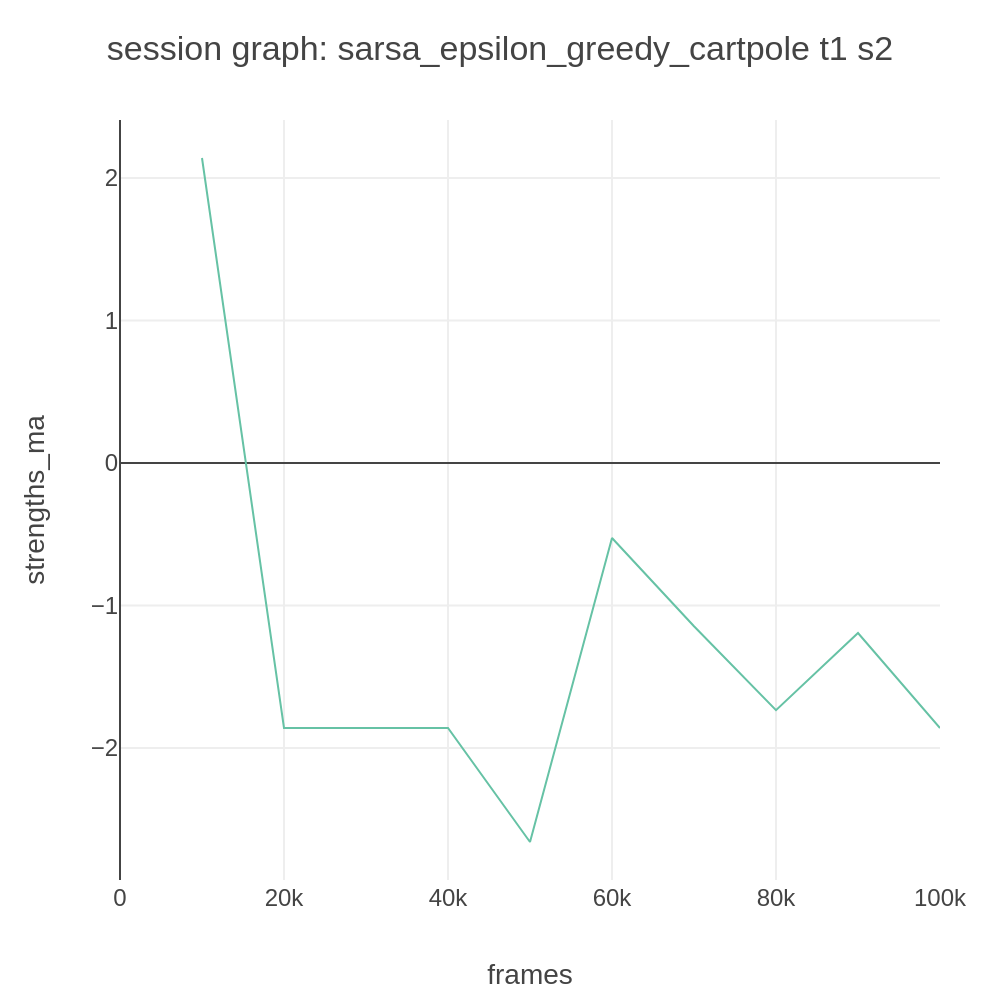 session graph: sarsa_epsilon_greedy_cartpole t1 s2
strengths_ma
2
1
0
−1
−2
0
20k
40k
60k
80k
100k
frames